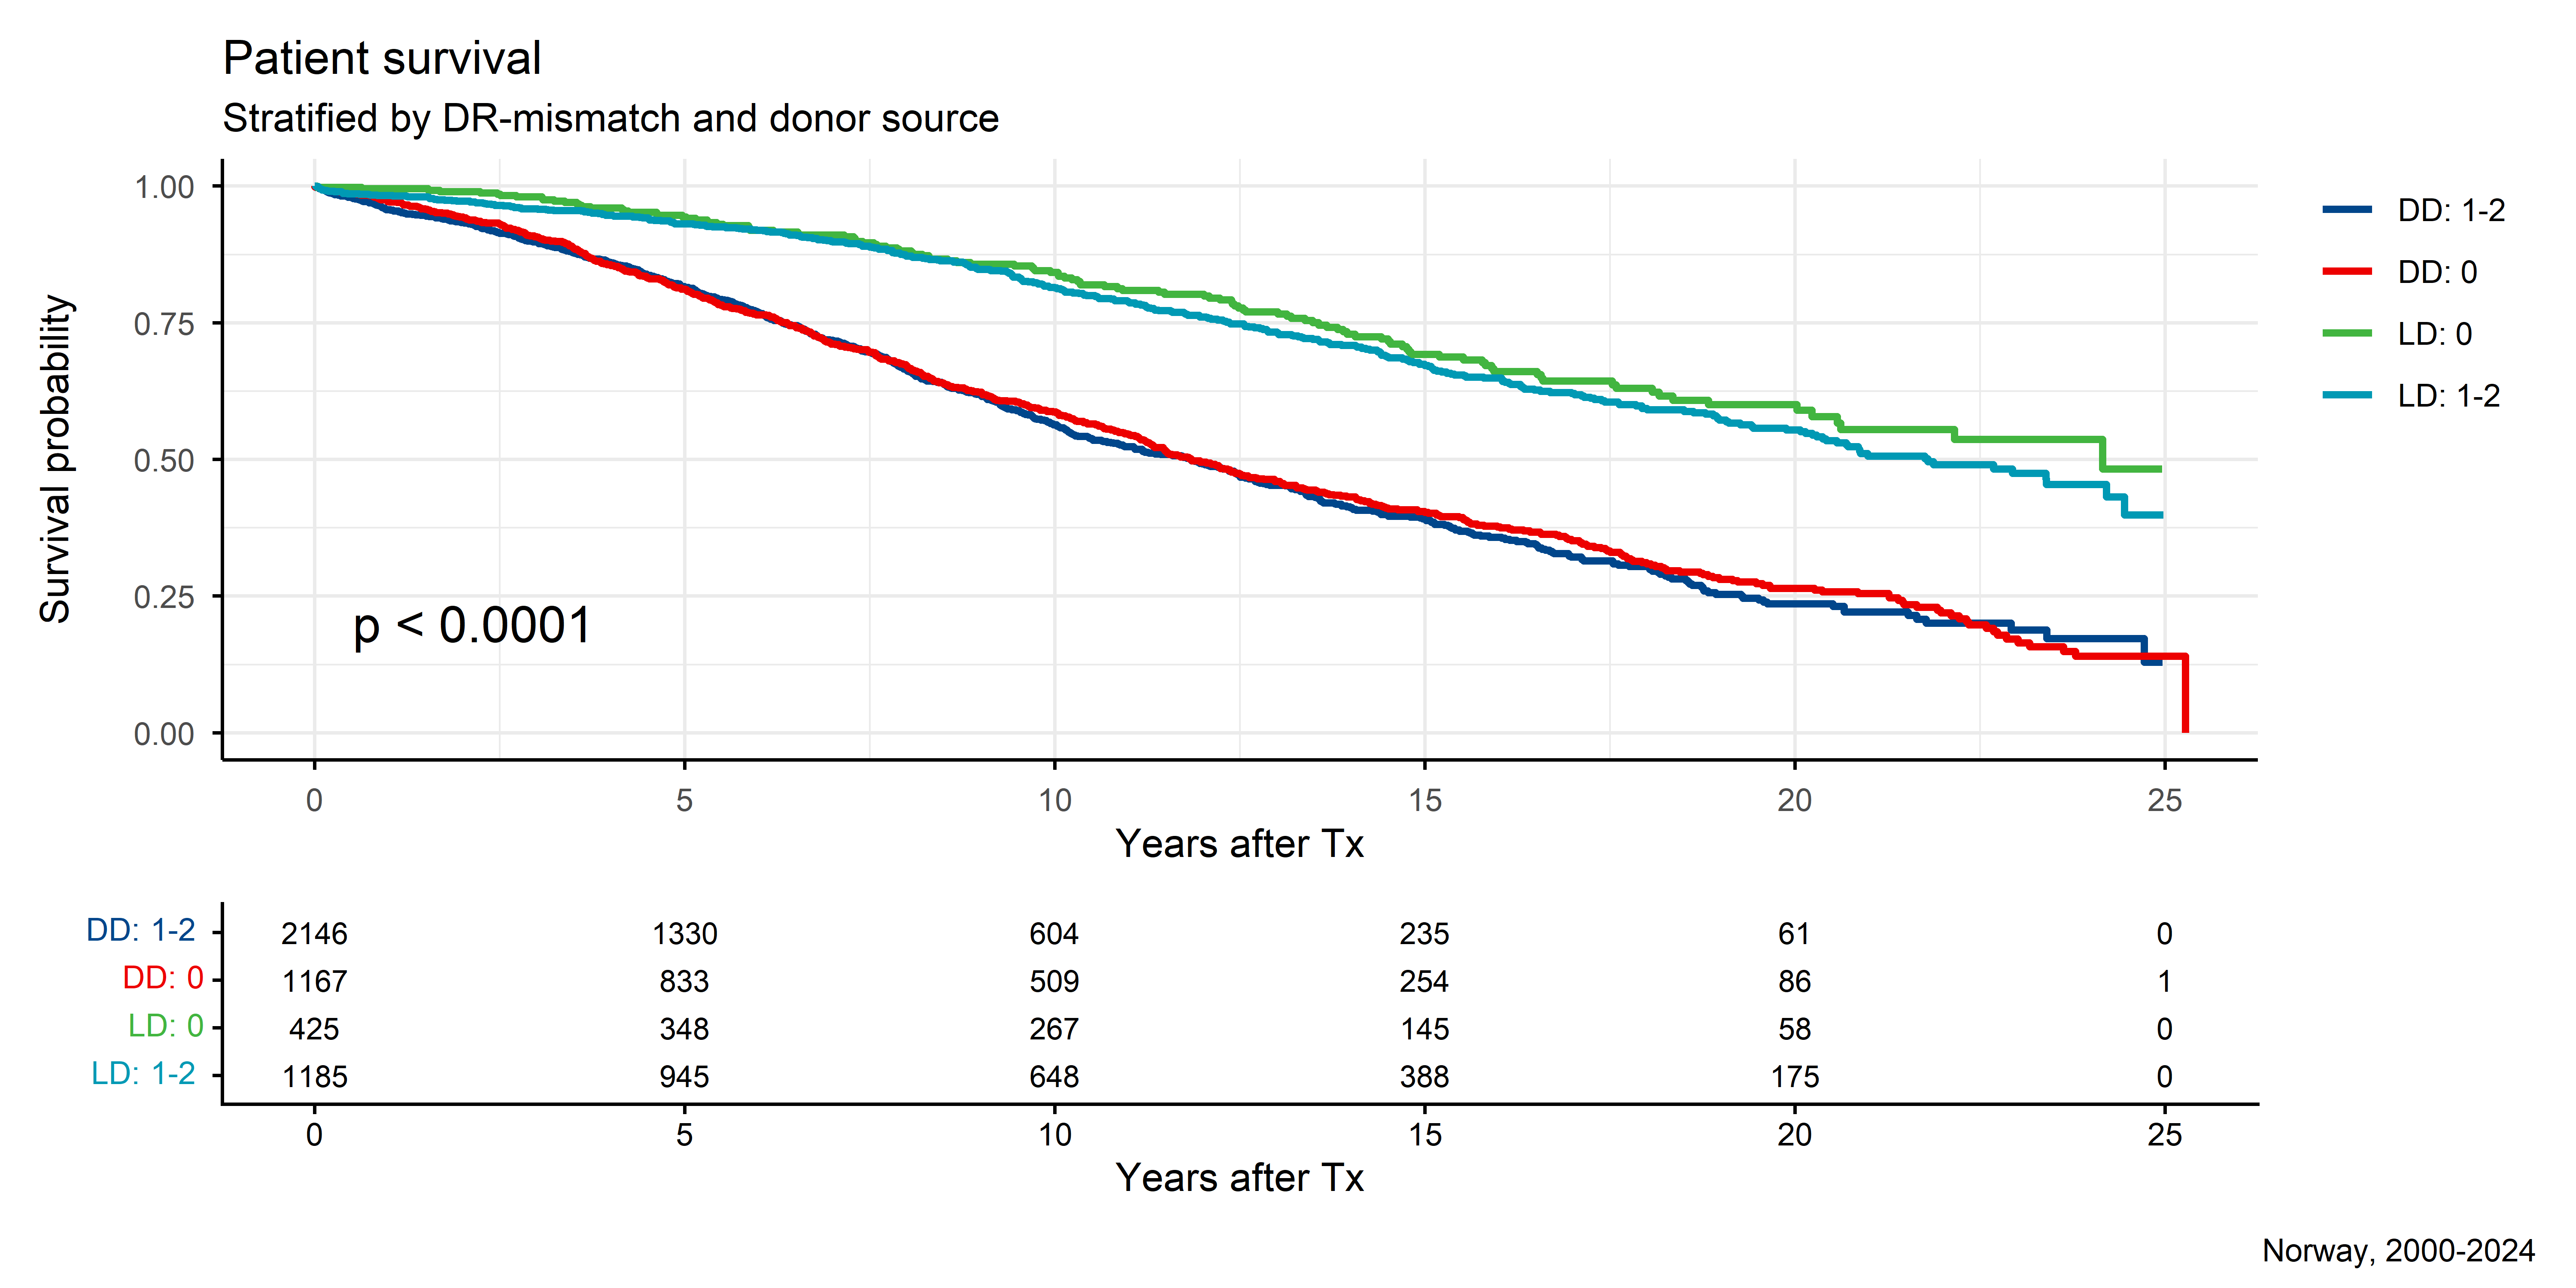 Patient survival
Stratified by DR-mismatch and donor source
Survival probability
1.00
0.75
0.50
0.25
0.00
p < 0.0001
DD: 1-2
DD: 0
LD: 0
LD: 1-2
0 5 10 15 20 25
Years after Tx
DD: 1-2 2146 1330 604 235 61 0
DD: 0 1167 833 509 254 86 1
LD: 0 425 348 267 145 58 0
LD: 1-2 1185 945 648 388 175 0
0 5 10 15 20 25
Years after Tx
Norway, 2000-2024